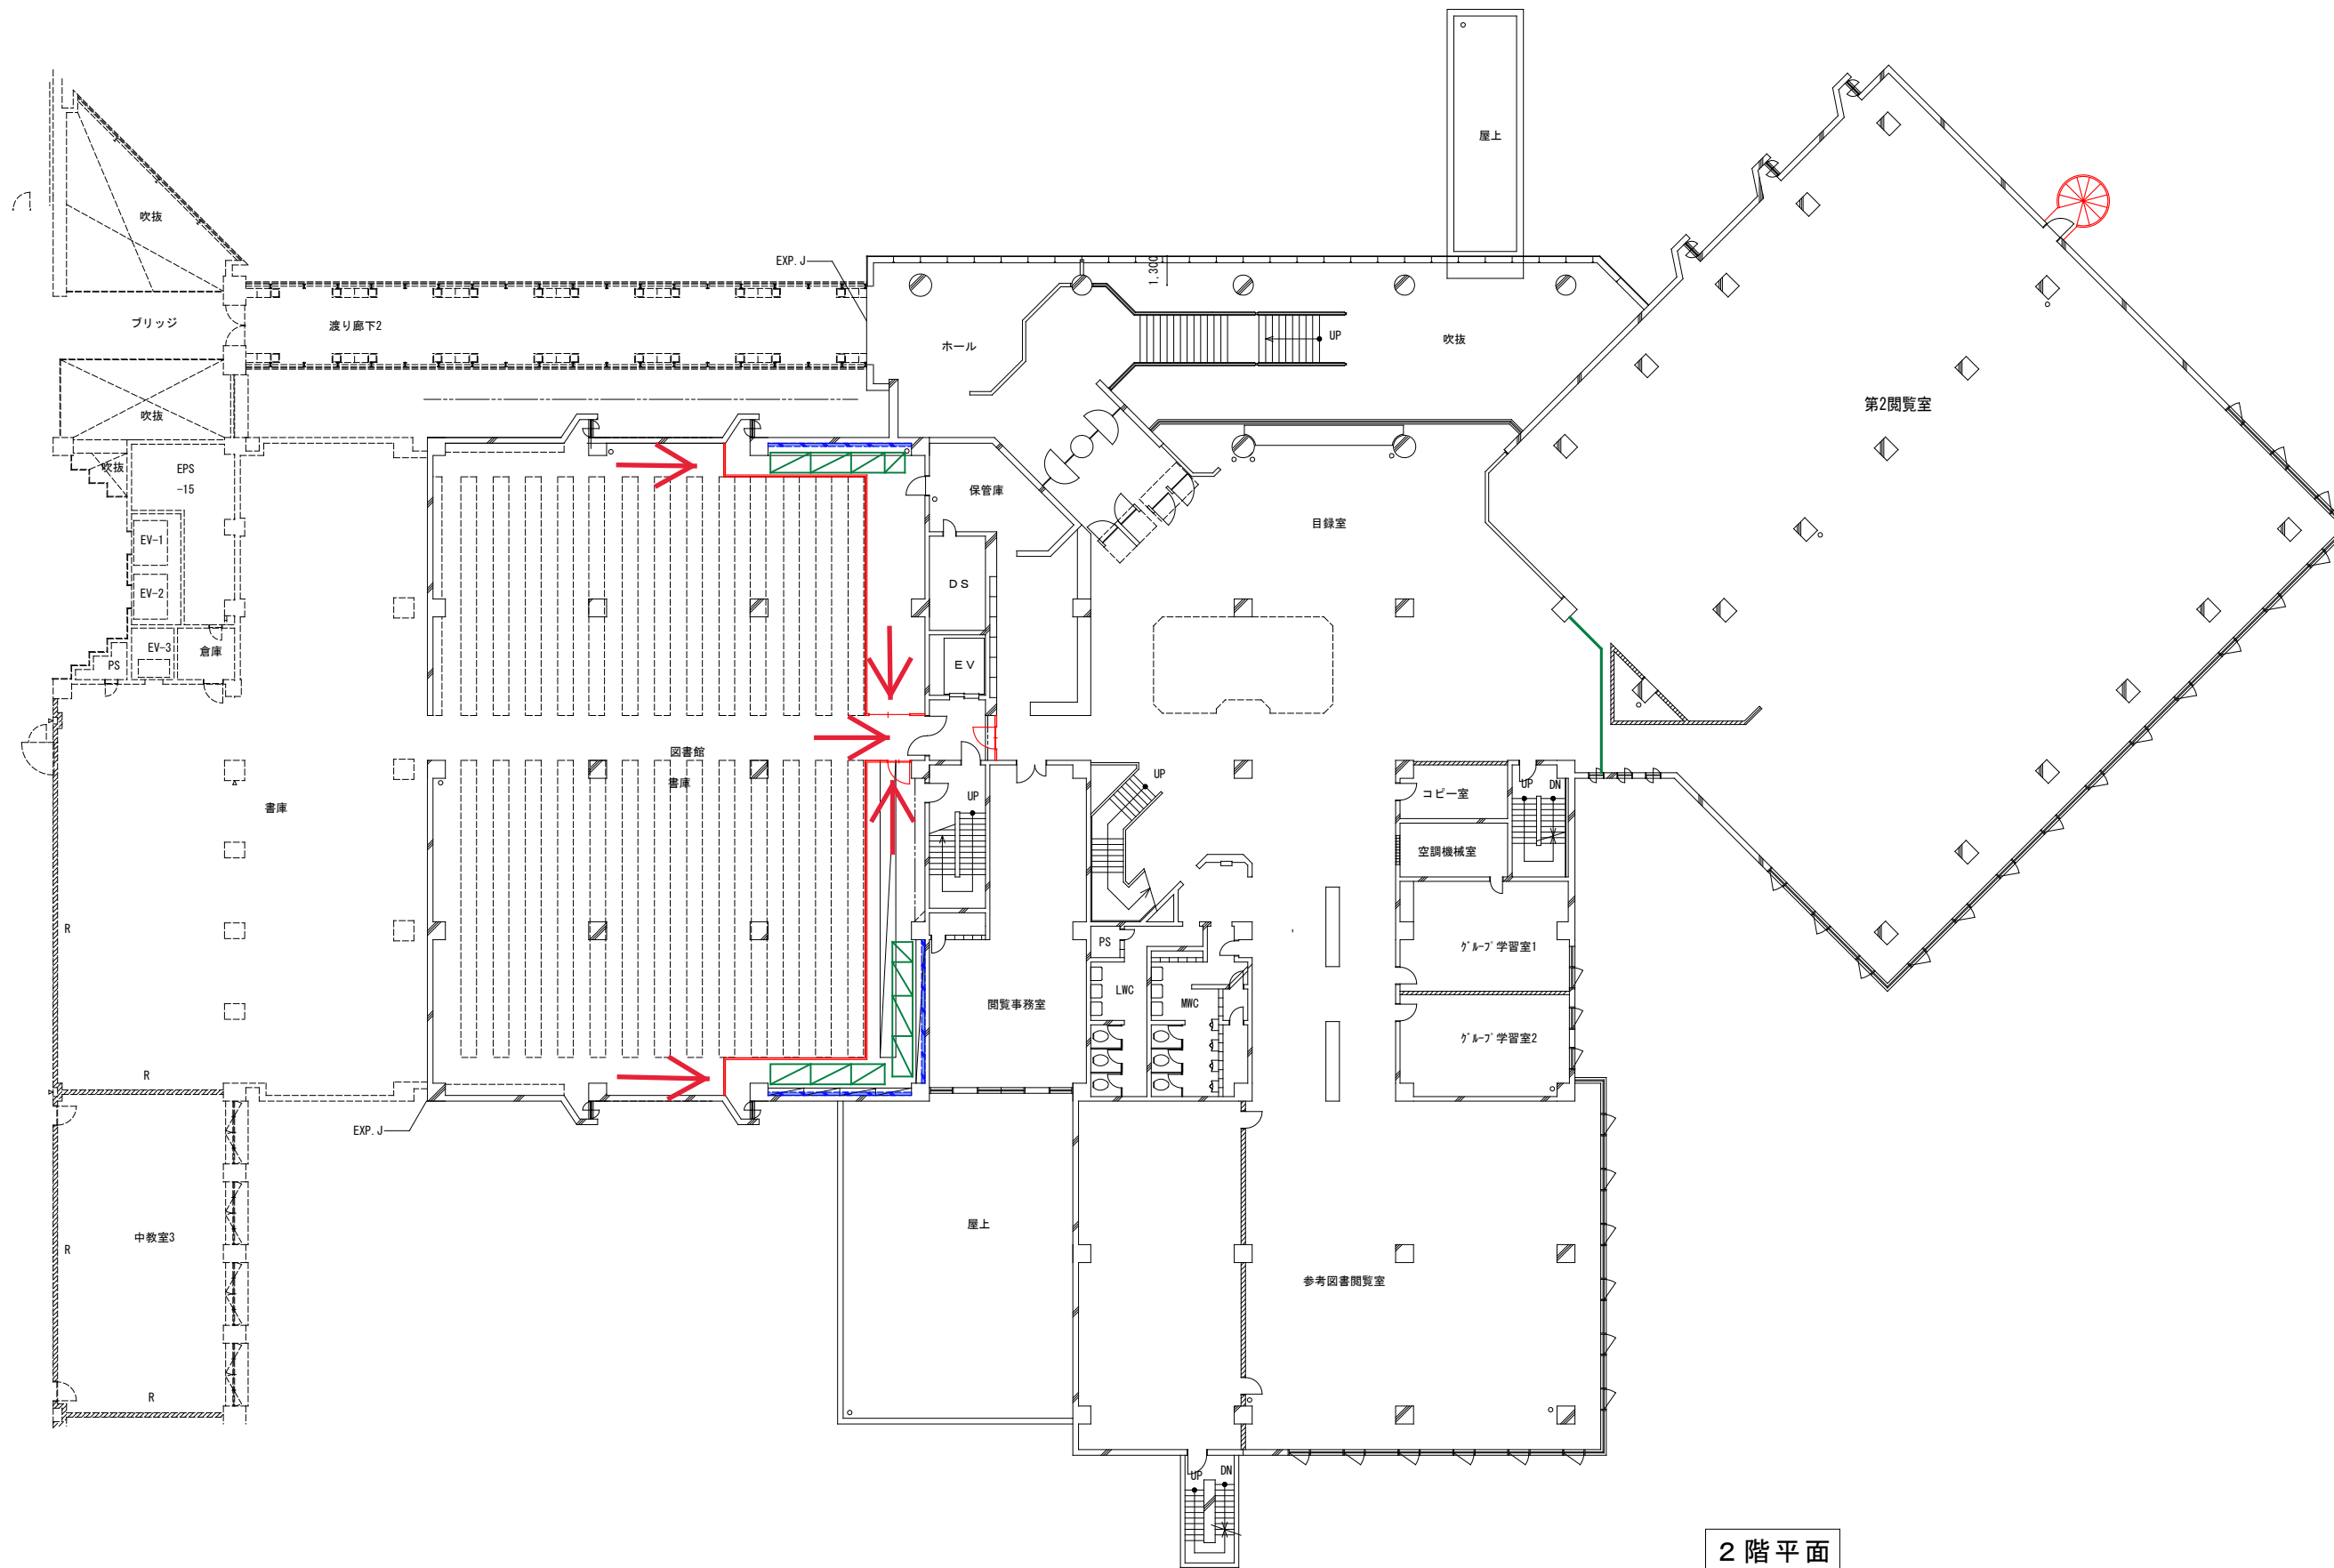 屋上
吹抜
EXP. J
1,300
ブリッジ
渡り廊下2
ホール
UP
吹抜
第2閲覧室
吹抜
吹抜
EPS
-15
保管庫
目録室
EV-1
EV-2
DS
EV-3
倉庫
PS
EV
図書館
書庫
書庫
UP
UP
コピー室
UP
DN
空調機械室
R
PS
グループ学習室1
LWC
MWC
閲覧事務室
グループ学習室2
R
EXP. J
中教室3
R
屋上
参考図書閲覧室
R
UP
DN
2階平面